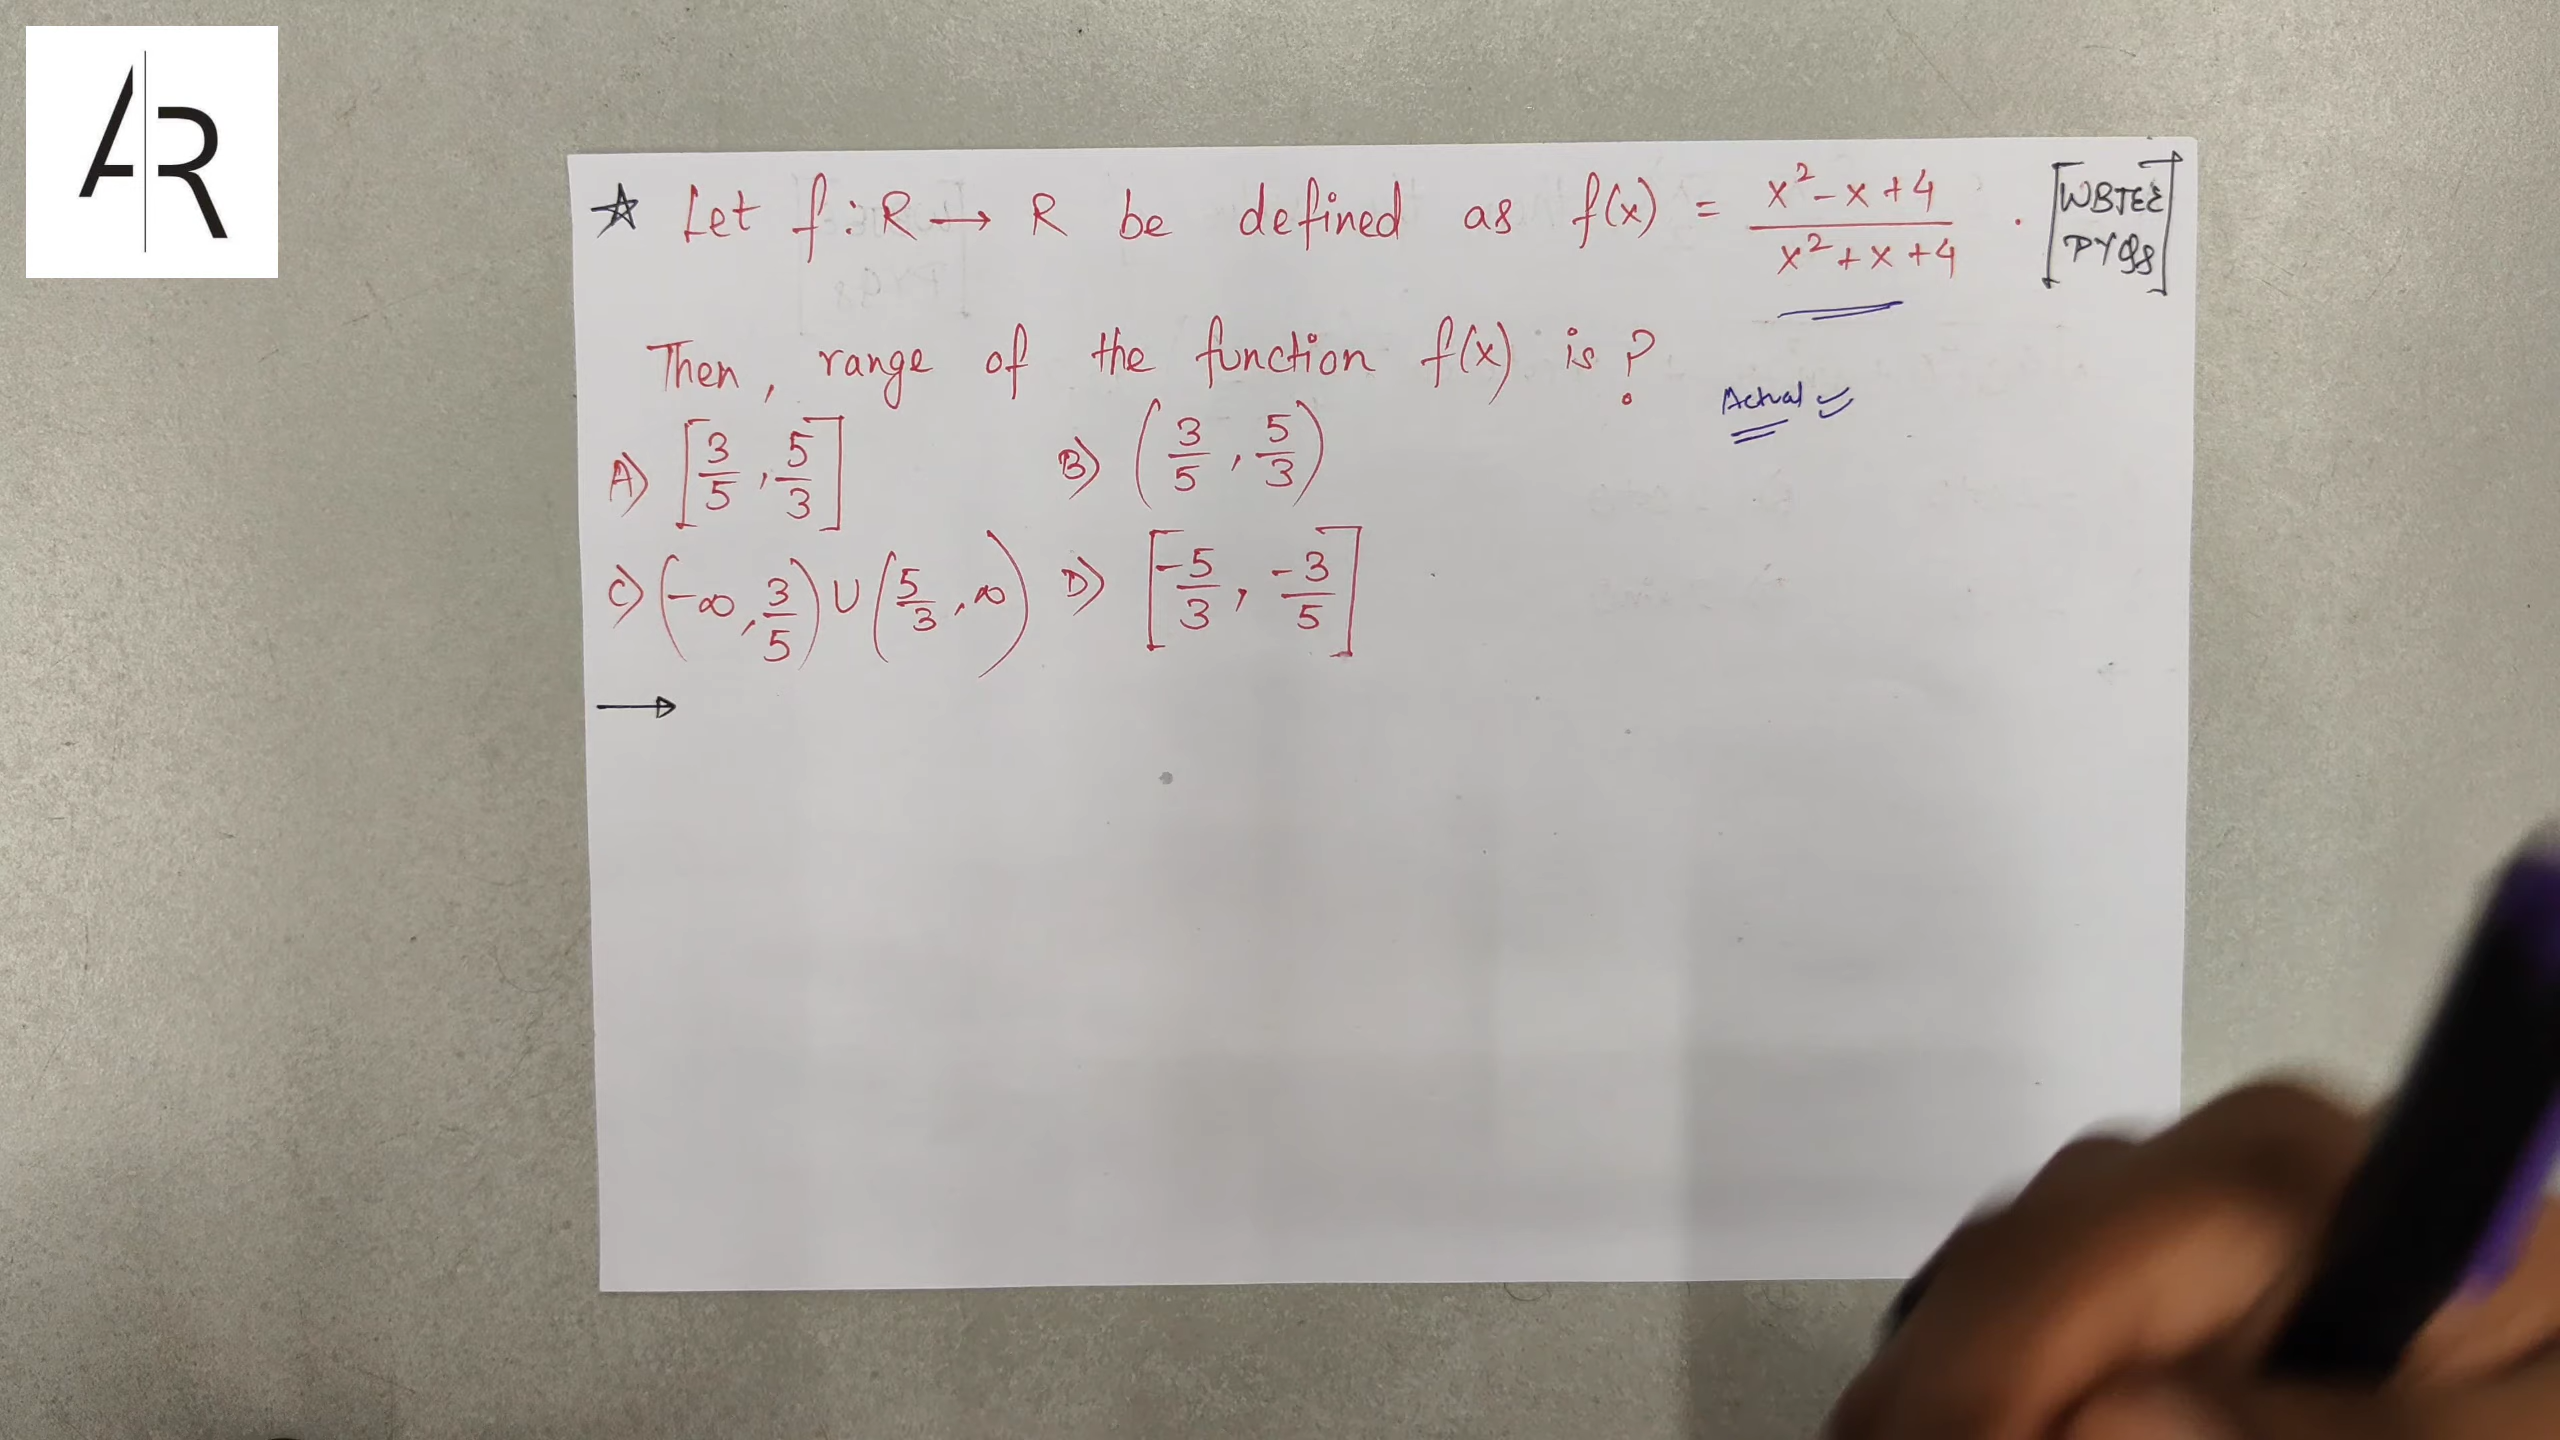 AR
☆ Let f : R → R be defined as f(x) = (x² - x + 4)/(x² + x + 4) . [WBJEE PYQs]
Then, range of the function f(x) is ?
Actual
A) [3/5, 5/3] B) (3/5, 5/3)
C) (-∞, 3/5) ∪ (5/3, ∞) D) [-5/3, -3/5]
→